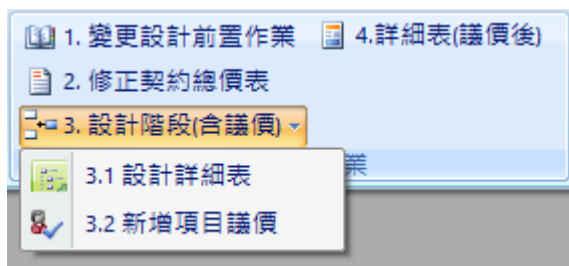 1. 變更設計前置作業
4.詳細表(議價後)
2. 修正契約總價表
3. 設計階段(含議價)
業
3.1 設計詳細表
3.2 新增項目議價